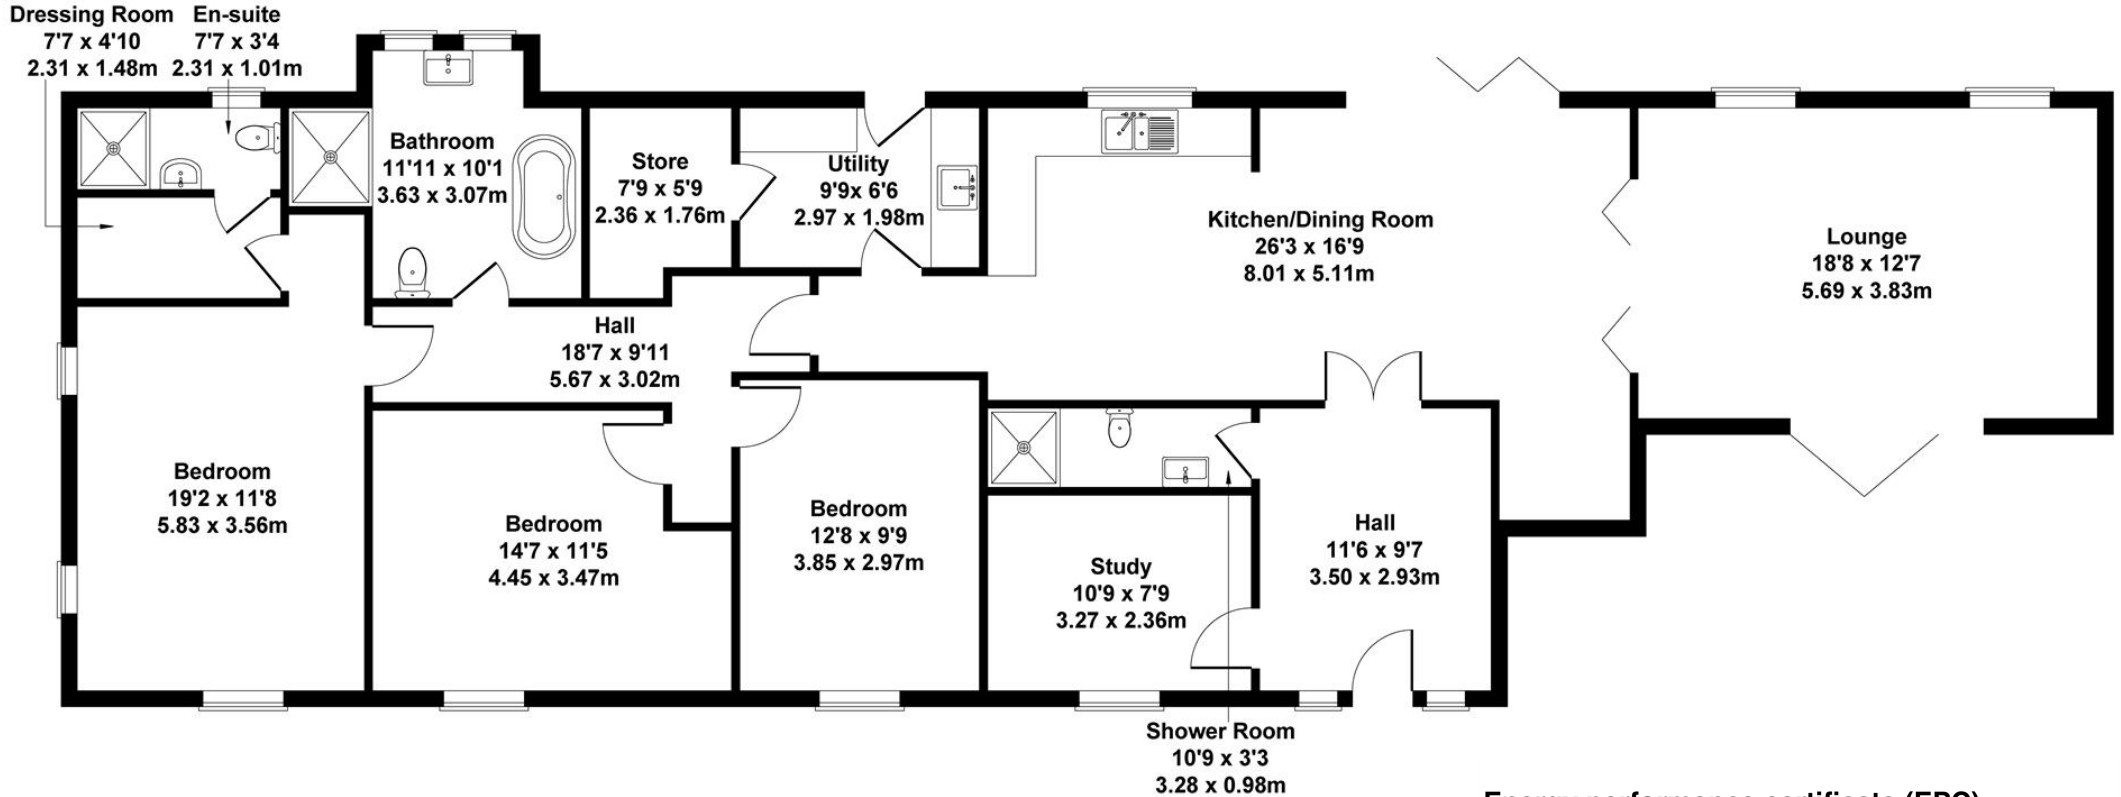 Dressing Room
7'7 x 4'10
2.31 x 1.48m
En-suite
7'7 x 3'4
2.31 x 1.01m
Bathroom
11'11 x 10'1
3.63 x 3.07m
Store
7'9 x 5'9
2.36 x 1.76m
Utility
9'9x 6'6
2.97 x 1.98m
Kitchen/Dining Room
26'3 x 16'9
8.01 x 5.11m
Lounge
18'8 x 12'7
5.69 x 3.83m
Hall
18'7 x 9'11
5.67 x 3.02m
Bedroom
19'2 x 11'8
5.83 x 3.56m
Bedroom
14'7 x 11'5
4.45 x 3.47m
Bedroom
12'8 x 9'9
3.85 x 2.97m
Study
10'9 x 7'9
3.27 x 2.36m
Hall
11'6 x 9'7
3.50 x 2.93m
Shower Room
10'9 x 3'3
3.28 x 0.98m
Energy performance certificate (EPC)